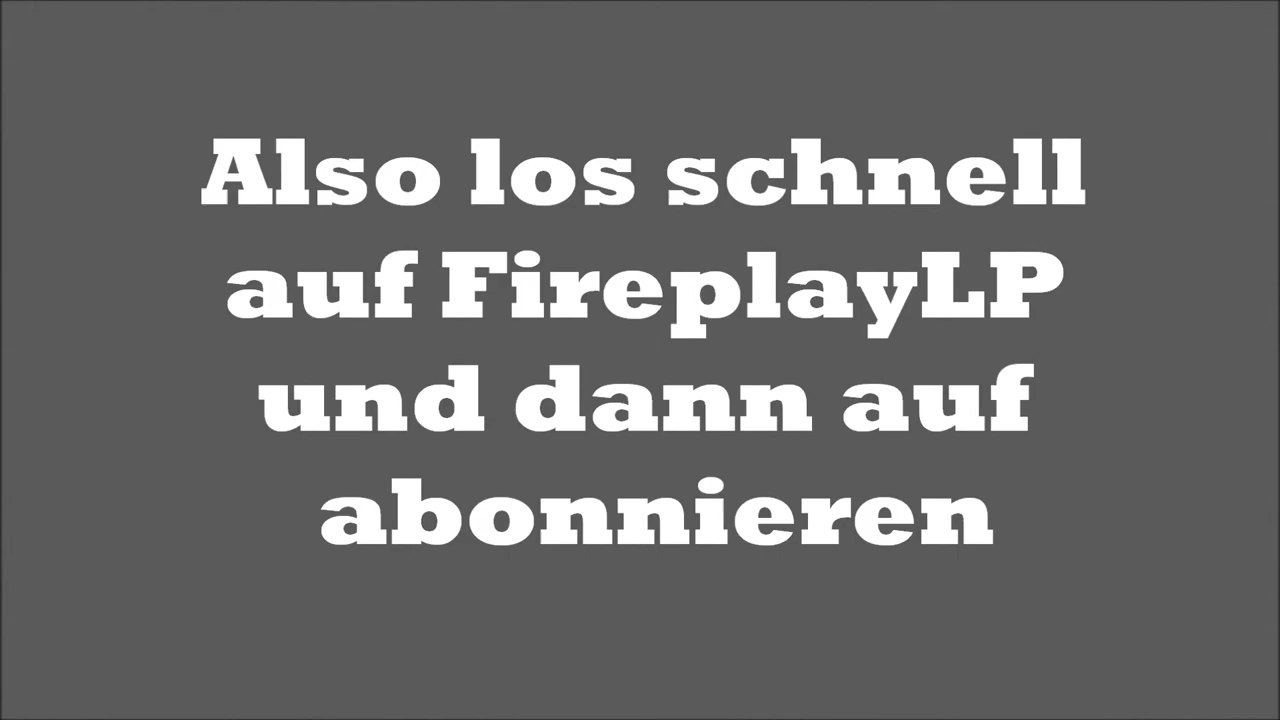 Also los schnell
auf FireplayLP
und dann auf
abonnieren